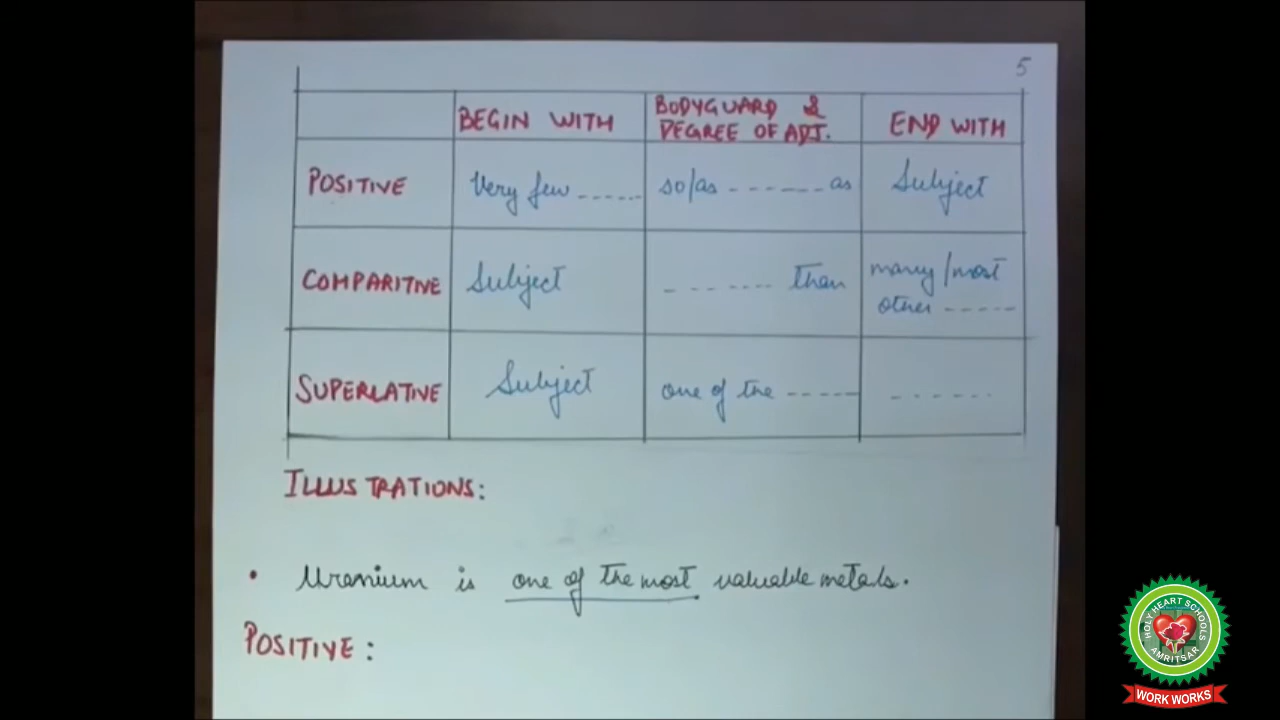 5
BEGIN WITH
BODYGUARD &
DEGREE OF ADJ.
END WITH
POSITIVE
Very few ......
so/as ------ as
Subject
COMPARITIVE
Subject
------- than
many/most
other -----
SUPERLATIVE
Subject
one of the -----
------
ILLUSTRATIONS:
• Uranium is one of the most valuable metals.
POSITIVE:
HOLY HEART SCHOOLS
AMRITSAR
WORK WORKS